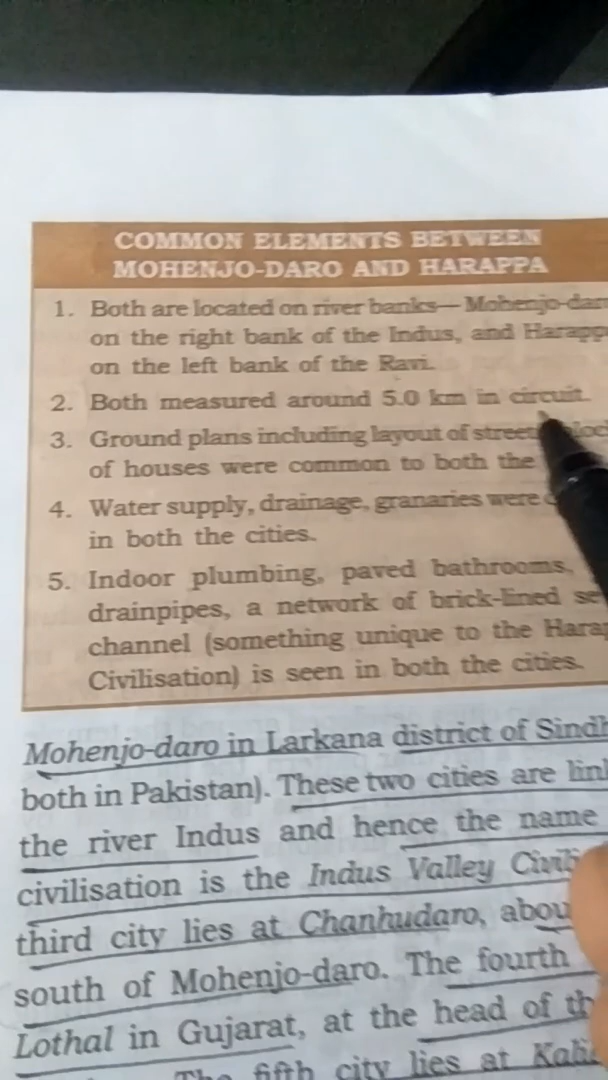 COMMON ELEMENTS BETWEEN
MOHENJO-DARO AND HARAPPA
1. Both are located on river banks— Mohenjo-dar
on the right bank of the Indus, and Harapp
on the left bank of the Ravi.
2. Both measured around 5.0 km in circuit.
3. Ground plans including layout of street
of houses were common to both the
4. Water supply, drainage, granaries were
in both the cities.
5. Indoor plumbing, paved bathrooms,
drainpipes, a network of brick-lined se
channel (something unique to the Hara
Civilisation) is seen in both the cities.
Mohenjo-daro in Larkana district of Sindh
both in Pakistan). These two cities are lin
the river Indus and hence the name
civilisation is the Indus Valley Civili
third city lies at Chanhudaro, abou
south of Mohenjo-daro. The fourth
Lothal in Gujarat, at the head of th
The fifth city lies at Kali